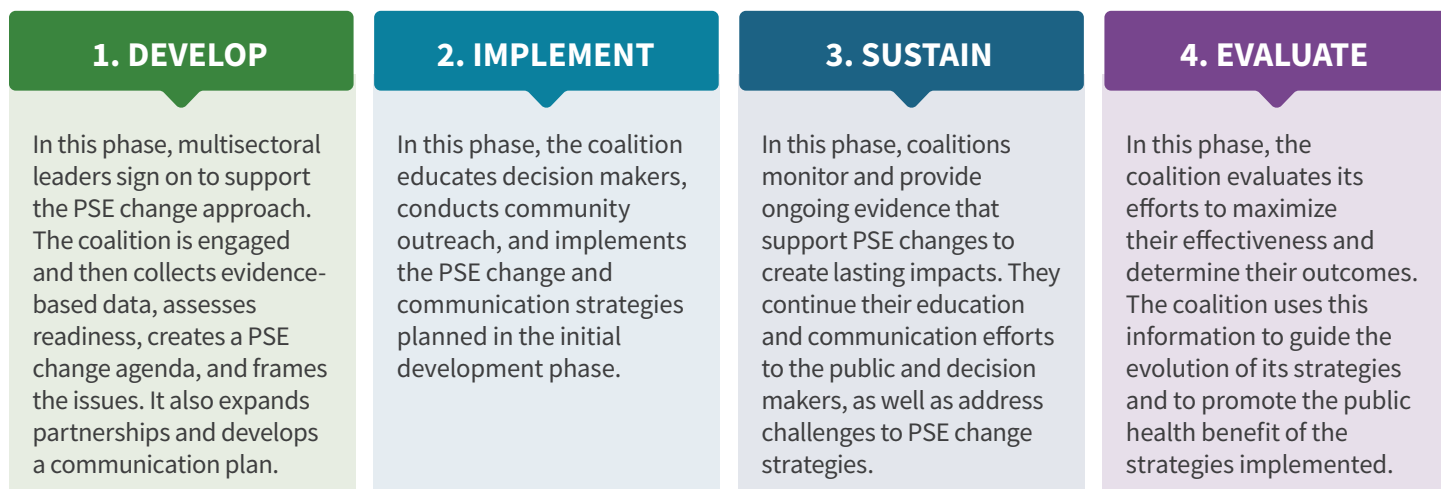 1. DEVELOP
In this phase, multisectoral
leaders sign on to support
the PSE change approach.
The coalition is engaged
and then collects evidence-
based data, assesses
readiness, creates a PSE
change agenda, and frames
the issues. It also expands
partnerships and develops
a communication plan.
2. IMPLEMENT
In this phase, the coalition
educates decision makers,
conducts community
outreach, and implements
the PSE change and
communication strategies
planned in the initial
development phase.
3. SUSTAIN
In this phase, coalitions
monitor and provide
ongoing evidence that
support PSE changes to
create lasting impacts. They
continue their education
and communication efforts
to the public and decision
makers, as well as address
challenges to PSE change
strategies.
4. EVALUATE
In this phase, the
coalition evaluates its
efforts to maximize
their effectiveness and
determine their outcomes.
The coalition uses this
information to guide the
evolution of its strategies
and to promote the public
health benefit of the
strategies implemented.